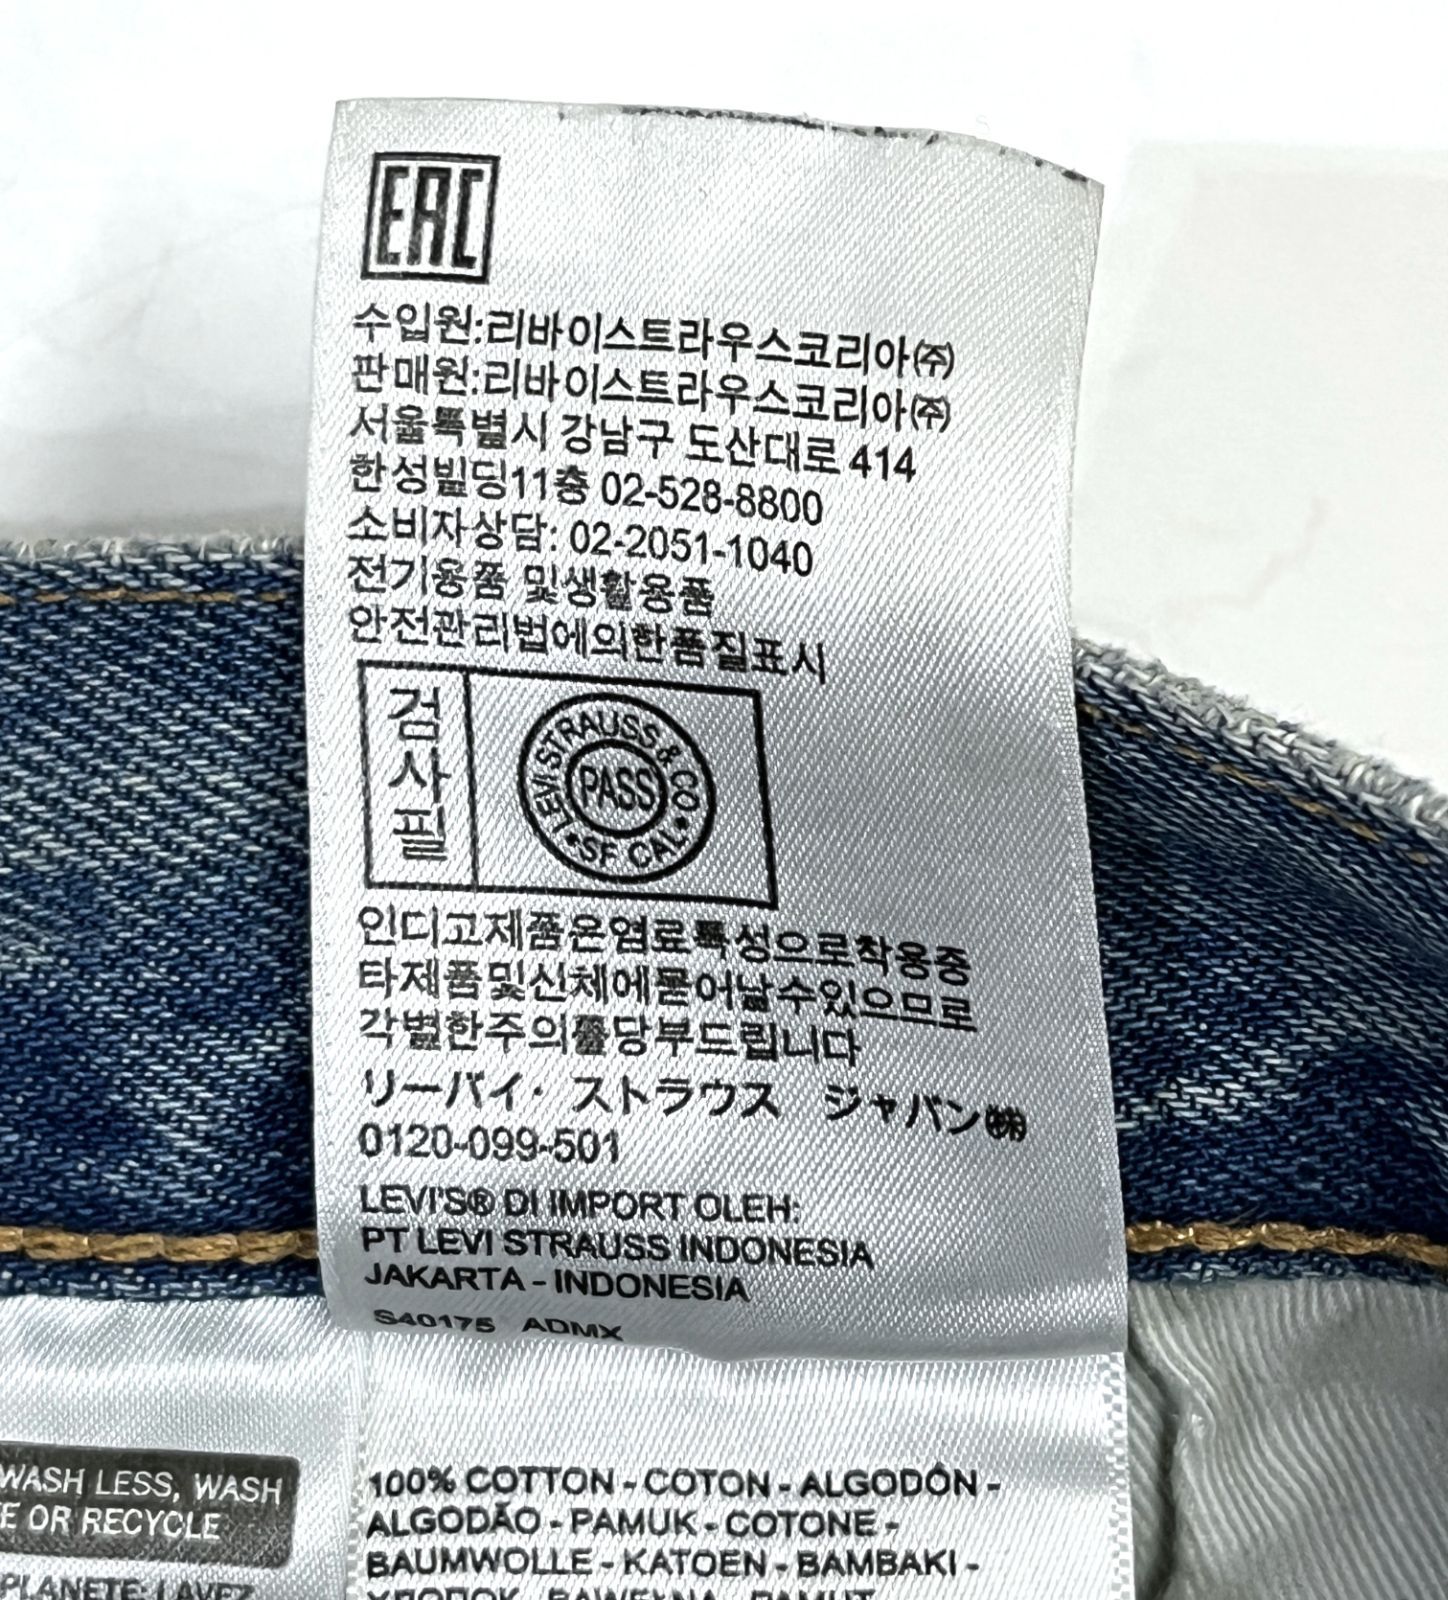 EAC
수입원:리바이스트라우스코리아㈜
판매원:리바이스트라우스코리아㈜
서울특별시 강남구 도산대로 414
한성빌딩11층 02-528-8800
소비자상담: 02-2051-1040
전기용품 및생활용품
안전관리법에의한품질표시
검사필
LEVI STRAUSS & CO
PASS
SF CAL
인디고제품은염료특성으로착용중
타제품및신체에묻어날수있으므로
각별한주의를당부드립니다
リーバイ・ストラウス ジャパン㈱
0120-099-501
LEVI'S® DI IMPORT OLEH:
PT LEVI STRAUSS INDONESIA
JAKARTA - INDONESIA
S40175 ADMX
WASH LESS, WASH
OR RECYCLE
100% COTTON - COTON - ALGODÓN -
ALGODÃO - PAMUK - COTONE -
BAUMWOLLE - KATOEN - BAMBAKI -